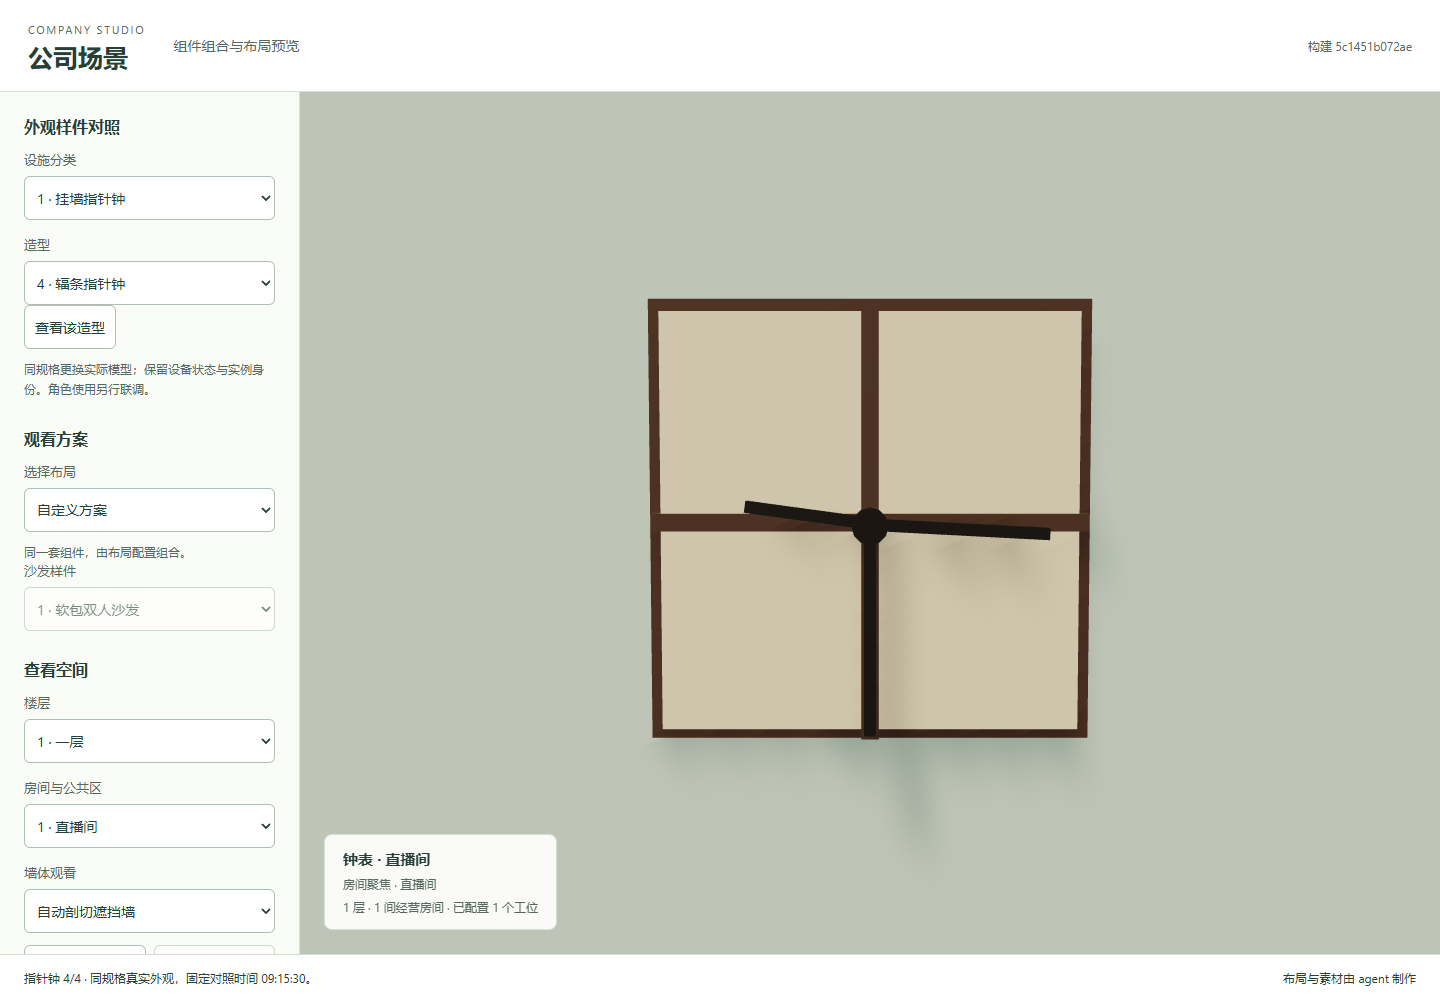 COMPANY STUDIO
公司场景
组件组合与布局预览
构建 5c1451b072ae
外观样件对照
设施分类
1 · 挂墙指针钟
造型
4 · 辐条指针钟
查看该造型
同规格更换实际模型；保留设备状态与实例身
份。角色使用另行联调。
观看方案
选择布局
自定义方案
同一套组件，由布局配置组合。
沙发样件
1 · 软包双人沙发
查看空间
楼层
1 · 一层
房间与公共区
1 · 直播间
墙体观看
自动剖切遮挡墙
钟表 · 直播间
房间聚焦 · 直播间
1 层 · 1 间经营房间 · 已配置 1 个工位
指针钟 4/4 · 同规格真实外观，固定对照时间 09:15:30。
布局与素材由 agent 制作